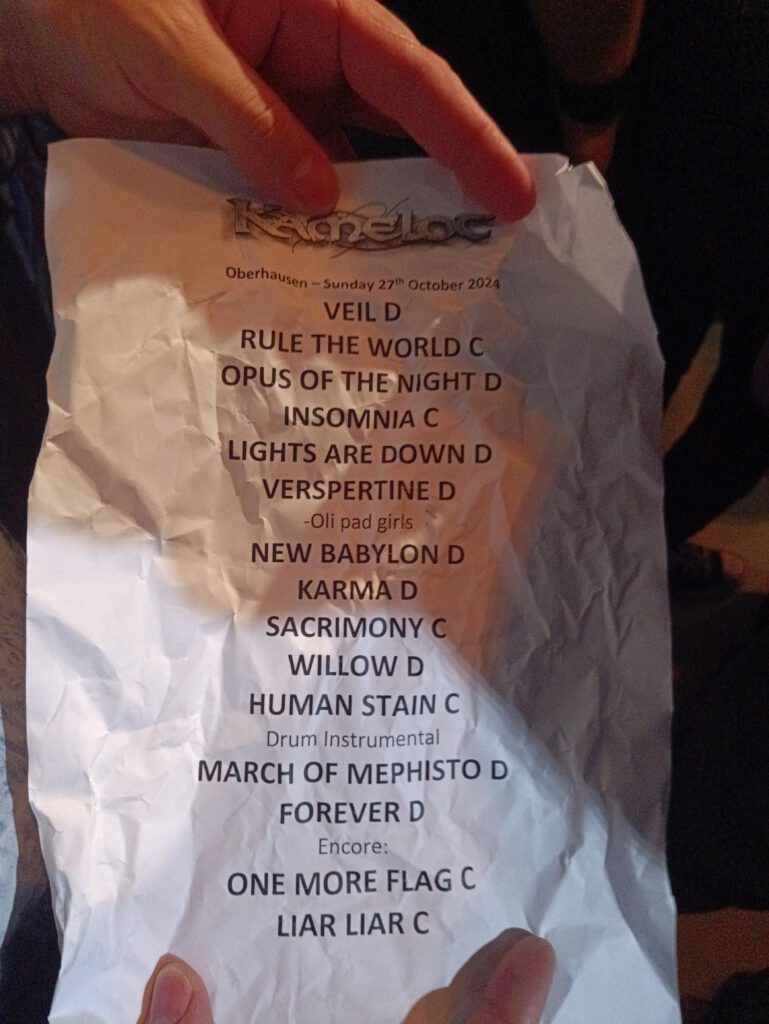 Kamelot
Oberhausen – Sunday 27th October 2024
VEIL D
RULE THE WORLD C
OPUS OF THE NIGHT D
INSOMNIA C
LIGHTS ARE DOWN D
VERSPERTINE D
-Oli pad girls
NEW BABYLON D
KARMA D
SACRIMONY C
WILLOW D
HUMAN STAIN C
Drum Instrumental
MARCH OF MEPHISTO D
FOREVER D
Encore:
ONE MORE FLAG C
LIAR LIAR C